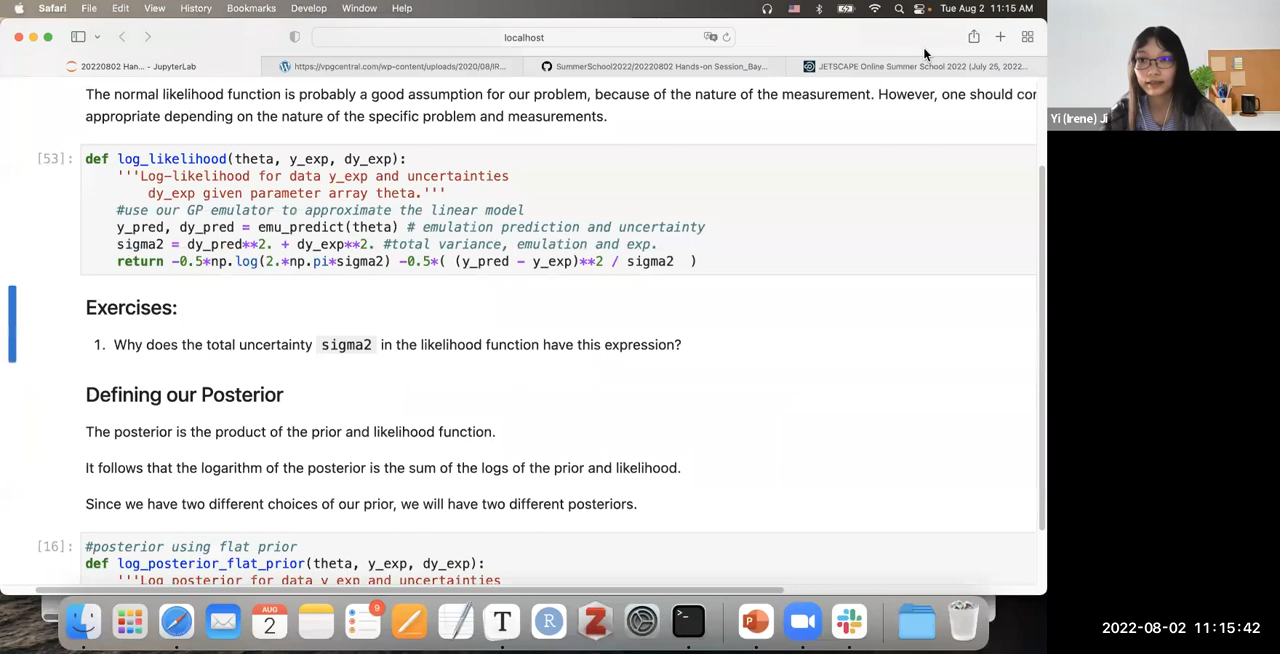 Safari File Edit View History Bookmarks Develop Window Help Tue Aug 2 11:15 AM
localhost
20220802 Han... - JupyterLab https://vpgcentral.com/wp-content/uploads/2020/08/IR... SummerSchool2022/20220802 Hands-on Session_Bay... JETSCAPE Online Summer School 2022 (July 25, 2022...
The normal likelihood function is probably a good assumption for our problem, because of the nature of the measurement. However, one should con
appropriate depending on the nature of the specific problem and measurements.
Yi (Irene) Ji
[53]: def log_likelihood(theta, y_exp, dy_exp):
'''Log-likelihood for data y_exp and uncertainties
dy_exp given parameter array theta.'''
#use our GP emulator to approximate the linear model
y_pred, dy_pred = emu_predict(theta) # emulation prediction and uncertainty
sigma2 = dy_pred**2. + dy_exp**2. #total variance, emulation and exp.
return -0.5*np.log(2.*np.pi*sigma2) -0.5*( (y_pred - y_exp)**2 / sigma2 )
Exercises:
1. Why does the total uncertainty sigma2 in the likelihood function have this expression?
Defining our Posterior
The posterior is the product of the prior and likelihood function.
It follows that the logarithm of the posterior is the sum of the logs of the prior and likelihood.
Since we have two different choices of our prior, we will have two different posteriors.
[16]: #posterior using flat prior
def log_posterior_flat_prior(theta, y_exp, dy_exp):
'''Log posterior for data y exp and uncertainties
AUG
2
9
T
R
Z
P
2022-08-02 11:15:42